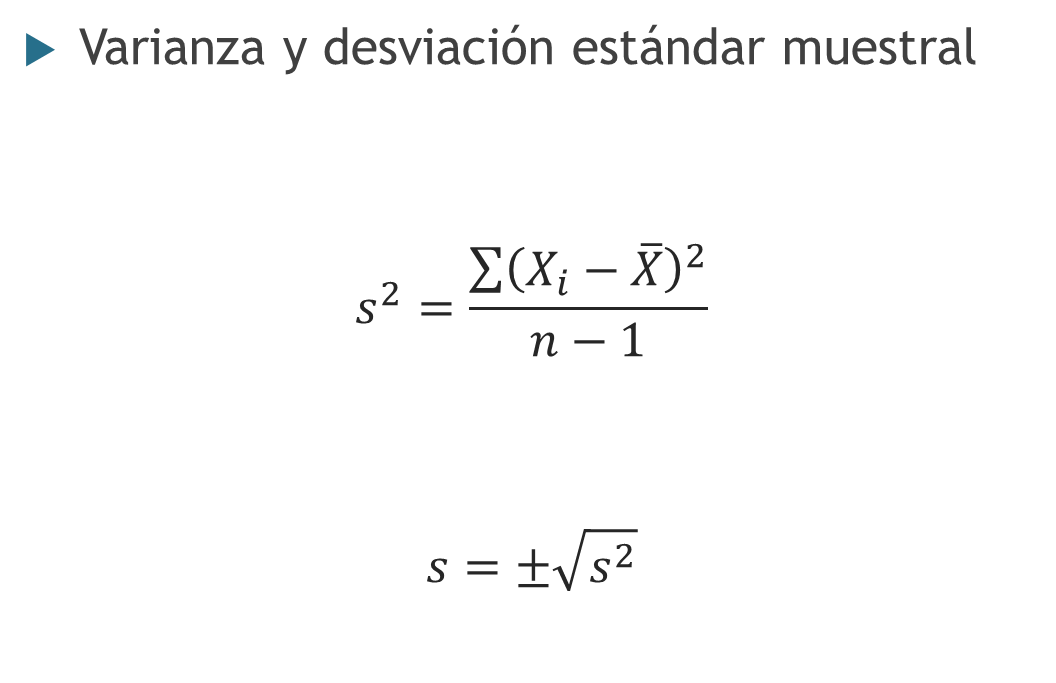 Varianza y desviación estándar muestral
s² = ∑(Xᵢ − X̄)² / n − 1
s = ±√s²